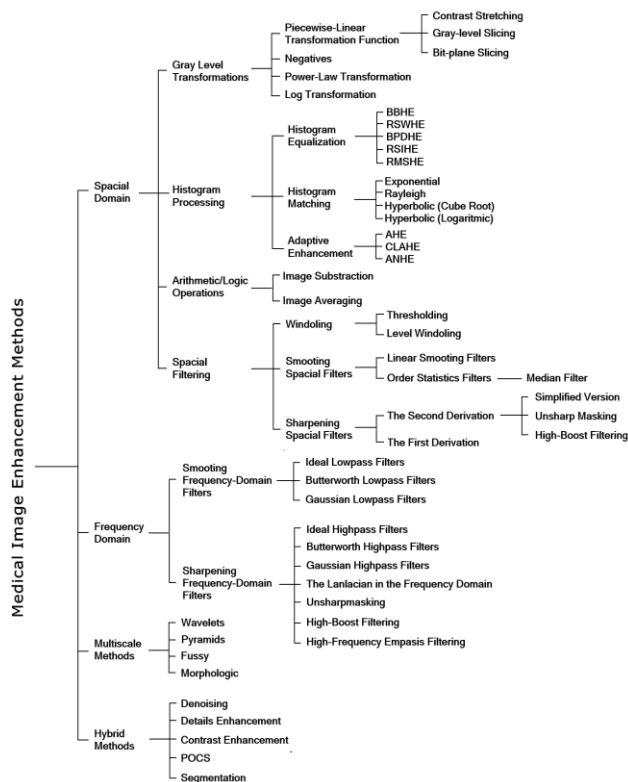 Medical Image Enhancement Methods
Spacial
Domain
Gray Level
Transformations
Piecewise-Linear
Transformation Function
Contrast Stretching
Gray-level Slicing
Bit-plane Slicing
Negatives
Power-Law Transformation
Log Transformation
Histogram
Processing
Histogram
Equalization
BBHE
RSWHE
BPDHE
RSIHE
RMSHE
Histogram
Matching
Exponential
Rayleigh
Hyperbolic (Cube Root)
Hyperbolic (Logaritmic)
Adaptive
Enhancement
AHE
CLAHE
ANHE
Arithmetic/Logic
Operations
Image Substraction
Image Averaging
Spacial
Filtering
Windoling
Thresholding
Level Windoling
Smooting
Spacial Filters
Linear Smooting Filters
Order Statistics Filters
Median Filter
Sharpening
Spacial Filters
The Second Derivation
Simplified Version
Unsharp Masking
High-Boost Filtering
The First Derivation
Frequency
Domain
Smooting
Frequency-Domain
Filters
Ideal Lowpass Filters
Butterworth Lowpass Filters
Gaussian Lowpass Filters
Sharpening
Frequency-Domain
Filters
Ideal Highpass Filters
Butterworth Highpass Filters
Gaussian Highpass Filters
The Lanlacian in the Frequency Domain
Unsharpmasking
High-Boost Filtering
High-Frequency Empasis Filtering
Multiscale
Methods
Wavelets
Pyramids
Fussy
Morphologic
Hybrid
Methods
Denoising
Details Enhancement
Contrast Enhancement
POCS
Segmentation